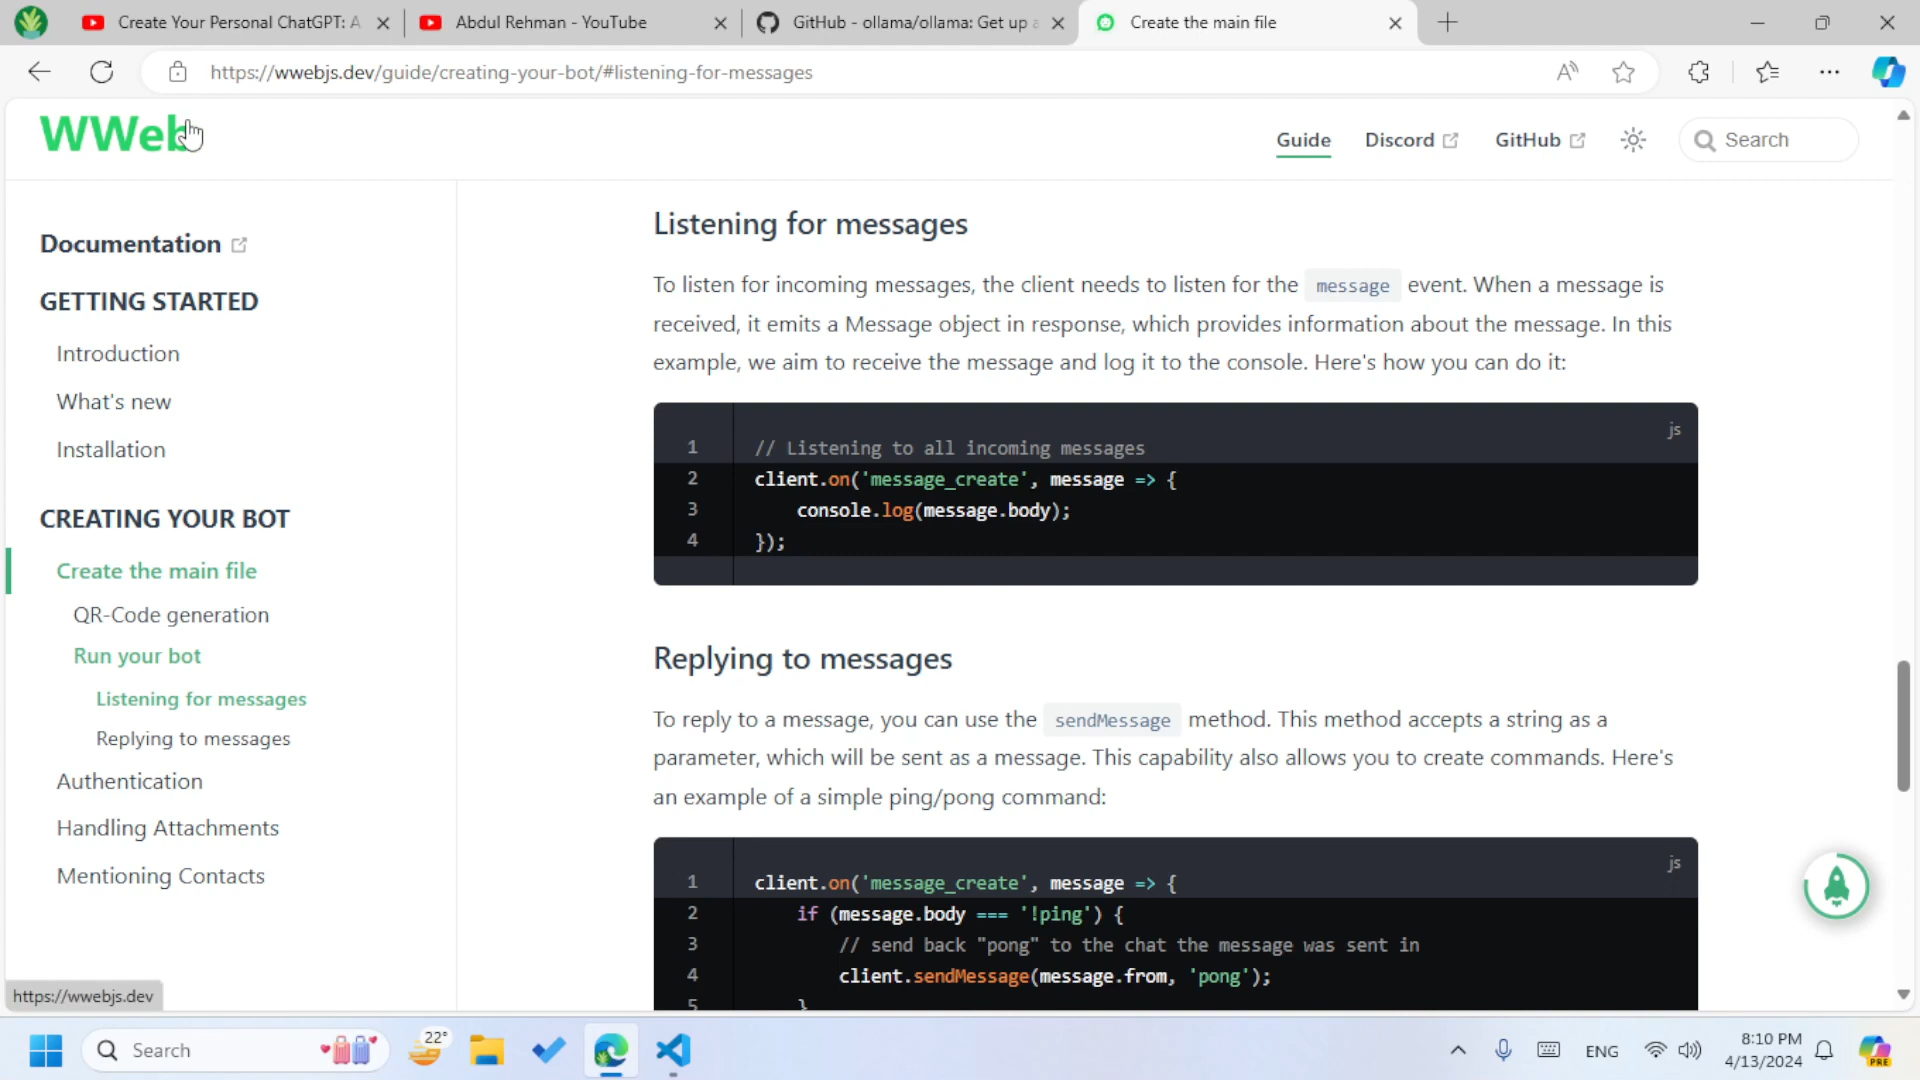 Create Your Personal ChatGPT: A
Abdul Rehman - YouTube
GitHub - ollama/ollama: Get up a
Create the main file
https://wwebjs.dev/guide/creating-your-bot/#listening-for-messages
WWeb
Guide
Discord
GitHub
Search
Documentation
GETTING STARTED
Introduction
What's new
Installation
CREATING YOUR BOT
Create the main file
QR-Code generation
Run your bot
Listening for messages
Replying to messages
Authentication
Handling Attachments
Mentioning Contacts
https://wwebjs.dev
Listening for messages
To listen for incoming messages, the client needs to listen for the message event. When a message is
received, it emits a Message object in response, which provides information about the message. In this
example, we aim to receive the message and log it to the console. Here's how you can do it:
js
1 // Listening to all incoming messages
2 client.on('message_create', message => {
3 console.log(message.body);
4 });
Replying to messages
To reply to a message, you can use the sendMessage method. This method accepts a string as a
parameter, which will be sent as a message. This capability also allows you to create commands. Here's
an example of a simple ping/pong command:
js
1 client.on('message_create', message => {
2 if (message.body === '!ping') {
3 // send back "pong" to the chat the message was sent in
4 client.sendMessage(message.from, 'pong');
5 }
Search
22°
ENG
8:10 PM
4/13/2024
PRE